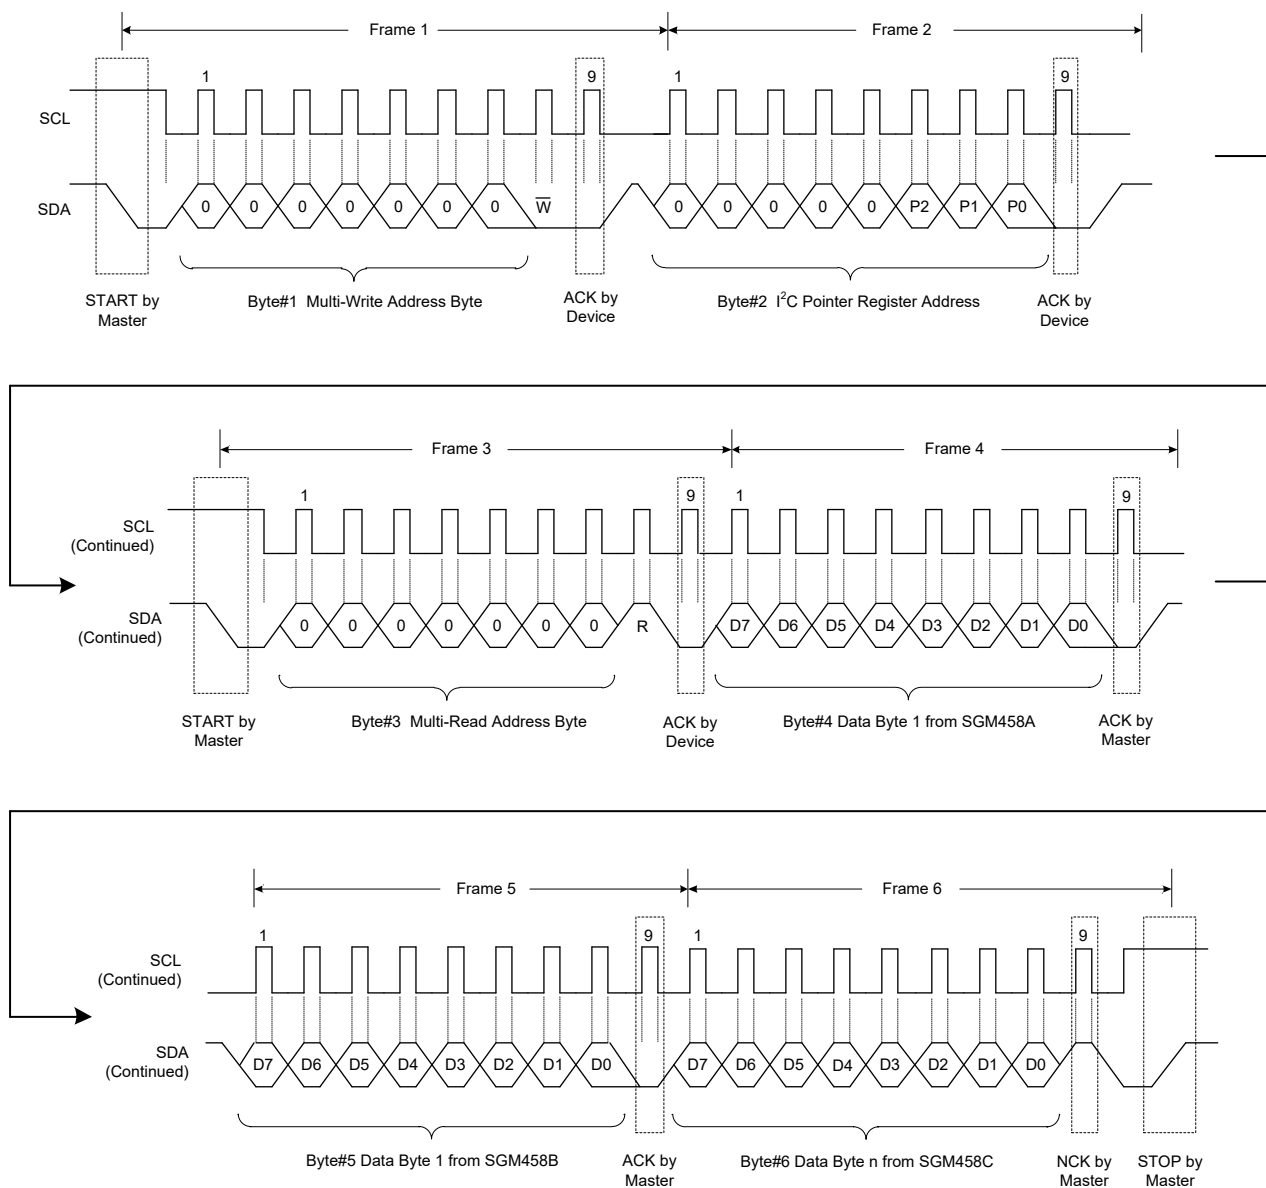 Frame 1 Frame 2
1 9 1 9
SCL
SDA 0 0 0 0 0 0 0 W̅ 0 0 0 0 0 P2 P1 P0
START by Master
Byte#1 Multi-Write Address Byte
ACK by Device
Byte#2 I²C Pointer Register Address
ACK by Device
Frame 3 Frame 4
1 9 1 9
SCL (Continued)
SDA (Continued) 0 0 0 0 0 0 0 R D7 D6 D5 D4 D3 D2 D1 D0
START by Master
Byte#3 Multi-Read Address Byte
ACK by Device
Byte#4 Data Byte 1 from SGM458A
ACK by Master
Frame 5 Frame 6
1 9 1 9
SCL (Continued)
SDA (Continued) D7 D6 D5 D4 D3 D2 D1 D0 D7 D6 D5 D4 D3 D2 D1 D0
Byte#5 Data Byte 1 from SGM458B
ACK by Master
Byte#6 Data Byte n from SGM458C
NCK by Master
STOP by Master